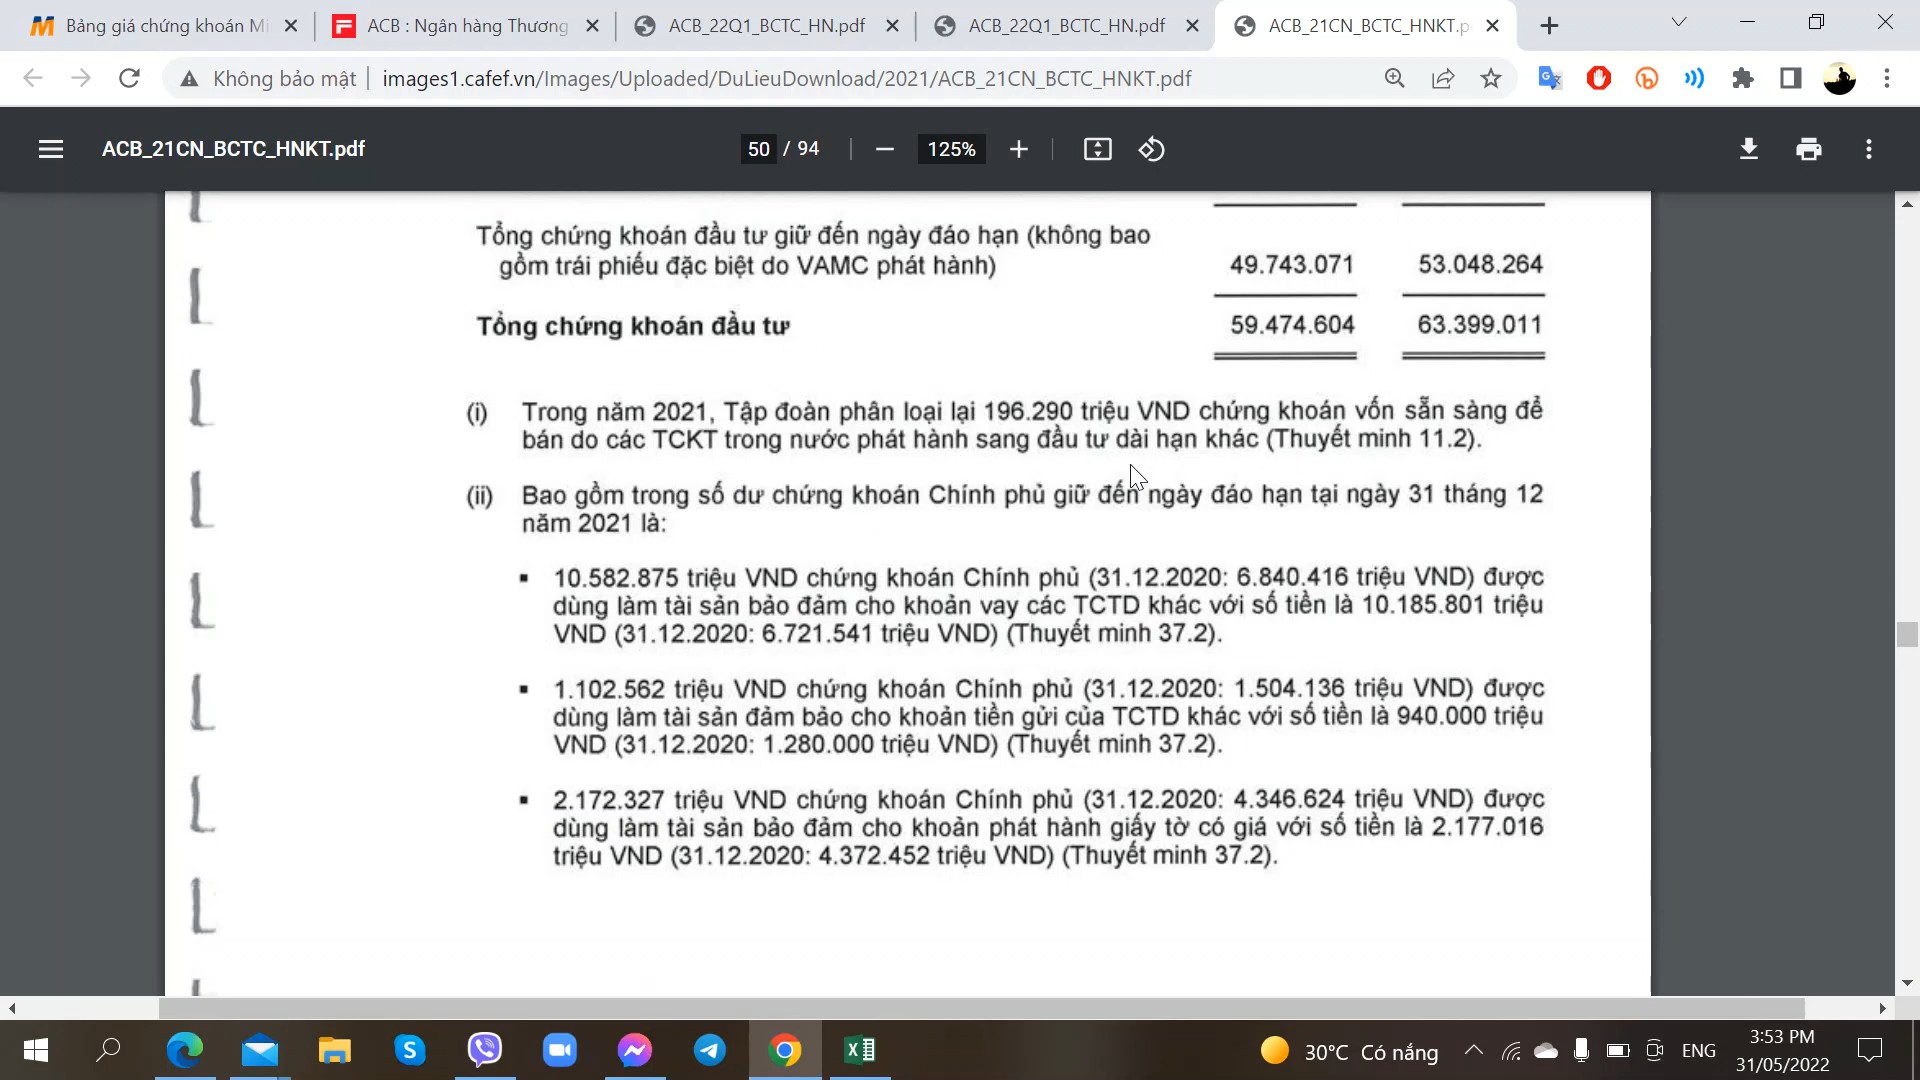 Bảng giá chứng khoán Mi
ACB : Ngân hàng Thương
ACB_22Q1_BCTC_HN.pdf
ACB_22Q1_BCTC_HN.pdf
ACB_21CN_BCTC_HNKT.p
Không bảo mật
images1.cafef.vn/Images/Uploaded/DuLieuDownload/2021/ACB_21CN_BCTC_HNKT.pdf
ACB_21CN_BCTC_HNKT.pdf
50 / 94
125%
Tổng chứng khoán đầu tư giữ đến ngày đáo hạn (không bao
gồm trái phiếu đặc biệt do VAMC phát hành) 49.743.071 53.048.264
Tổng chứng khoán đầu tư 59.474.604 63.399.011
(i) Trong năm 2021, Tập đoàn phân loại lại 196.290 triệu VND chứng khoán vốn sẵn sàng để
bán do các TCKT trong nước phát hành sang đầu tư dài hạn khác (Thuyết minh 11.2).
(ii) Bao gồm trong số dư chứng khoán Chính phủ giữ đến ngày đáo hạn tại ngày 31 tháng 12
năm 2021 là:
▪ 10.582.875 triệu VND chứng khoán Chính phủ (31.12.2020: 6.840.416 triệu VND) được
dùng làm tài sản bảo đảm cho khoản vay các TCTD khác với số tiền là 10.185.801 triệu
VND (31.12.2020: 6.721.541 triệu VND) (Thuyết minh 37.2).
▪ 1.102.562 triệu VND chứng khoán Chính phủ (31.12.2020: 1.504.136 triệu VND) được
dùng làm tài sản đảm bảo cho khoản tiền gửi của TCTD khác với số tiền là 940.000 triệu
VND (31.12.2020: 1.280.000 triệu VND) (Thuyết minh 37.2).
▪ 2.172.327 triệu VND chứng khoán Chính phủ (31.12.2020: 4.346.624 triệu VND) được
dùng làm tài sản bảo đảm cho khoản phát hành giấy tờ có giá với số tiền là 2.177.016
triệu VND (31.12.2020: 4.372.452 triệu VND) (Thuyết minh 37.2).
30°C Có nắng
ENG
3:53 PM
31/05/2022